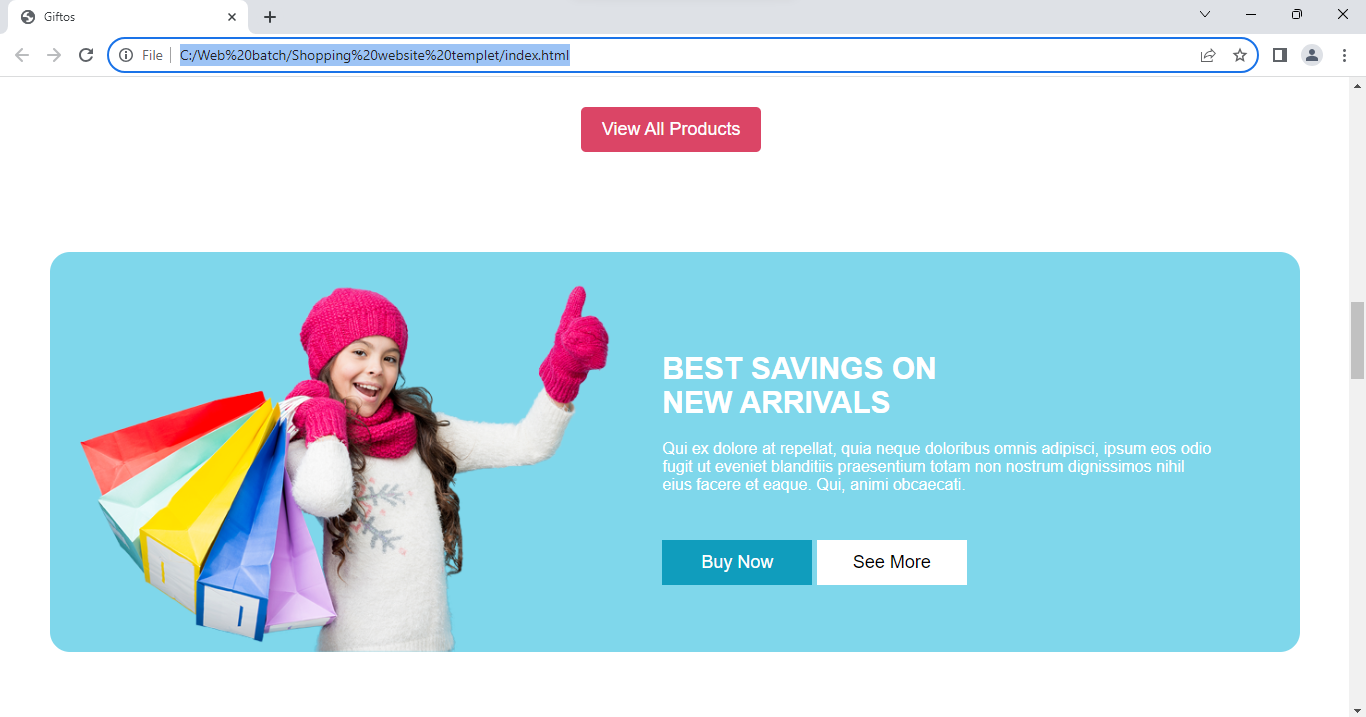 Giftos
File
C:/Web%20batch/Shopping%20website%20templet/index.html
View All Products
BEST SAVINGS ON
NEW ARRIVALS
Qui ex dolore at repellat, quia neque doloribus omnis adipisci, ipsum eos odio
fugit ut eveniet blanditiis praesentium totam non nostrum dignissimos nihil
eius facere et eaque. Qui, animi obcaecati.
Buy Now
See More